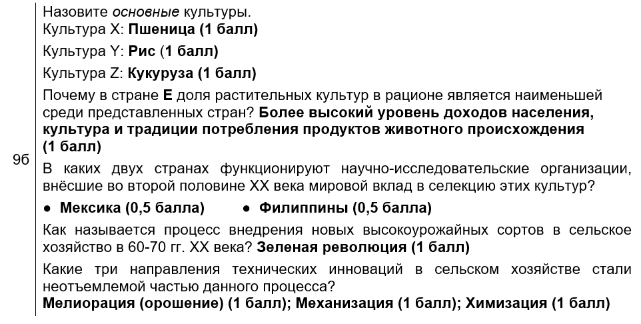 Назовите основные культуры.
Культура X: Пшеница (1 балл)
Культура Y: Рис (1 балл)
Культура Z: Кукуруза (1 балл)
Почему в стране E доля растительных культур в рационе является наименьшей
среди представленных стран? Более высокий уровень доходов населения,
культура и традиции потребления продуктов животного происхождения
(1 балл)
9б
В каких двух странах функционируют научно-исследовательские организации,
внёсшие во второй половине XX века мировой вклад в селекцию этих культур?
● Мексика (0,5 балла) ● Филиппины (0,5 балла)
Как называется процесс внедрения новых высокоурожайных сортов в сельское
хозяйство в 60-70 гг. XX века? Зеленая революция (1 балл)
Какие три направления технических инноваций в сельском хозяйстве стали
неотъемлемой частью данного процесса?
Мелиорация (орошение) (1 балл); Механизация (1 балл); Химизация (1 балл)